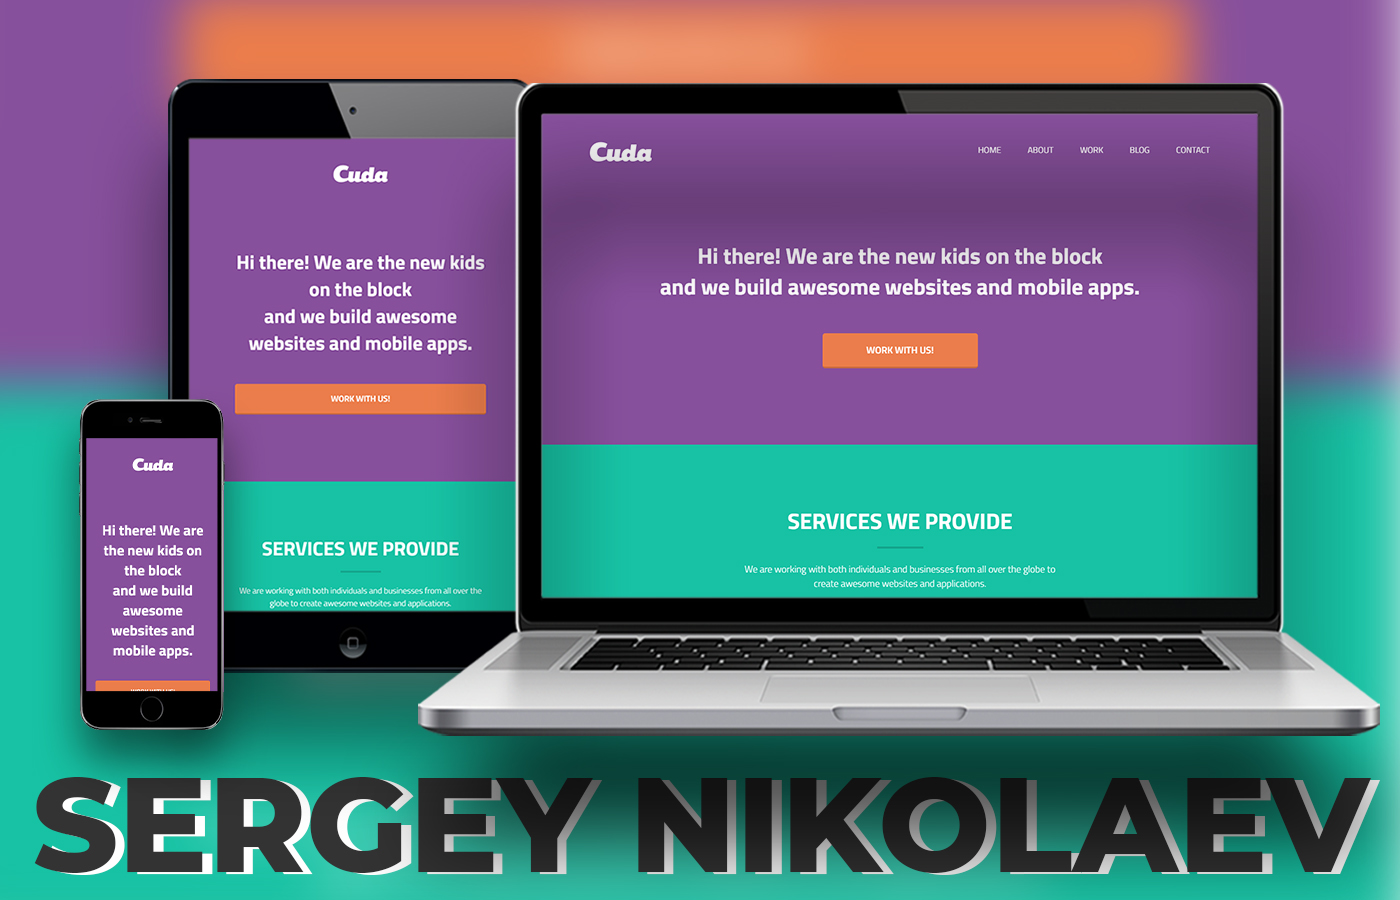 Cuda
Hi there! We are the new kids
on the block
and we build awesome
websites and mobile apps.
WORK WITH US!
SERVICES WE PROVIDE
We are working with both individuals and businesses from all over the
globe to create awesome websites and applications.
Cuda
HOME ABOUT WORK BLOG CONTACT
Hi there! We are the new kids on the block
and we build awesome websites and mobile apps.
WORK WITH US!
SERVICES WE PROVIDE
We are working with both individuals and businesses from all over the globe to
create awesome websites and applications.
Cuda
Hi there! We are
the new kids on
the block
and we build
awesome
websites and
mobile apps.
WORK WITH US!
SERGEY NIKOLAEV